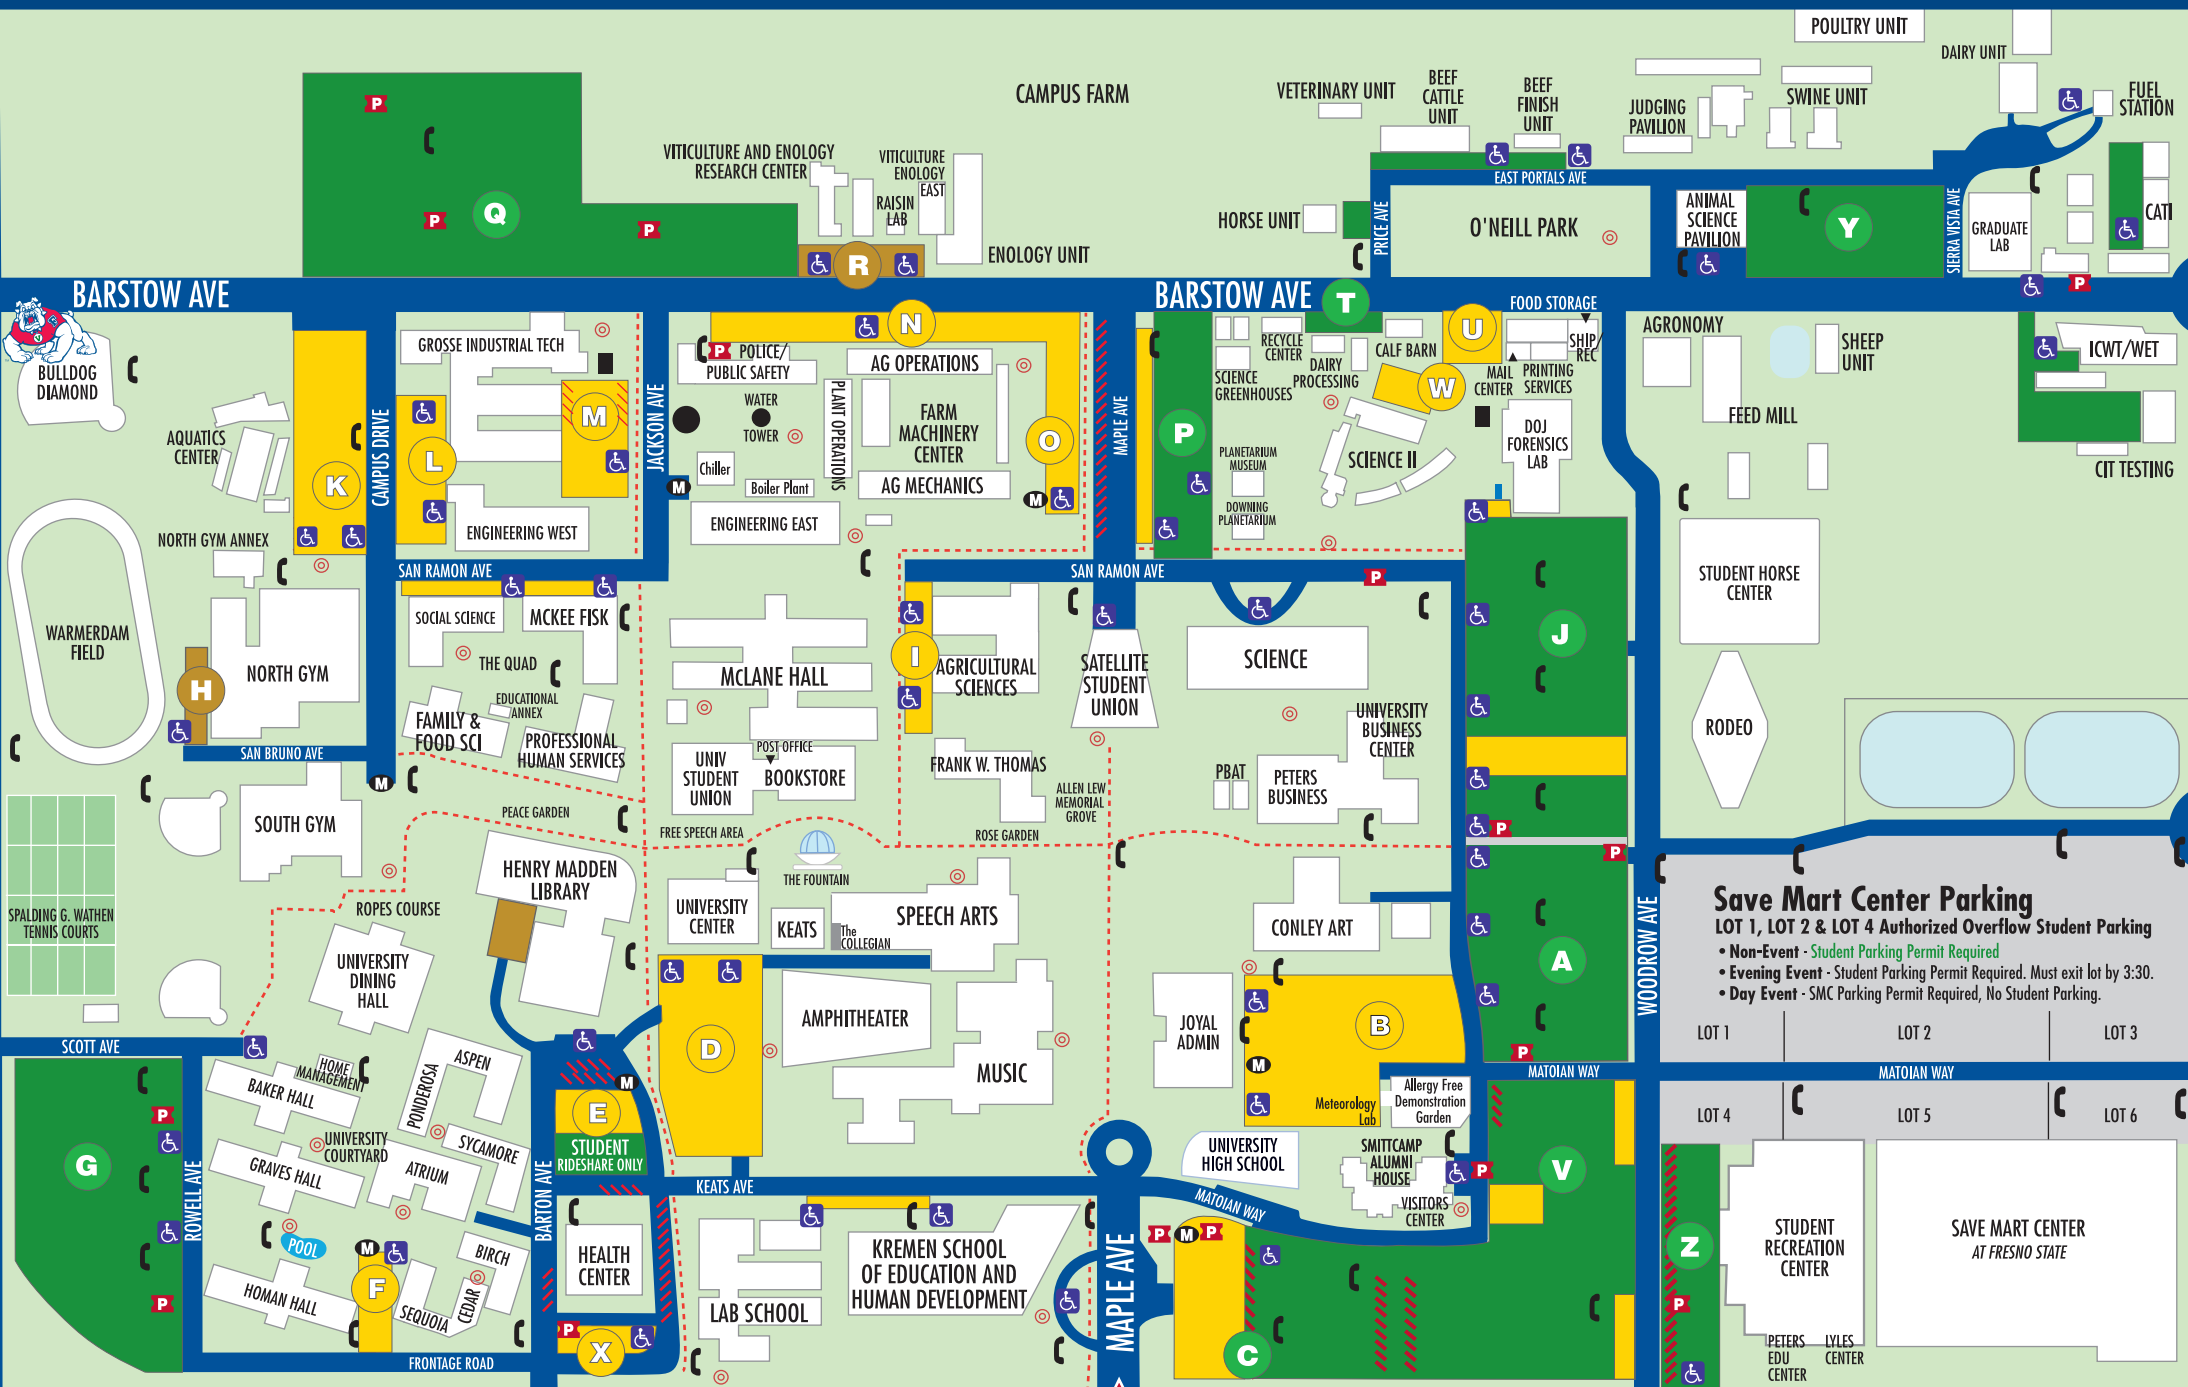 POULTRY UNIT
DAIRY UNIT
CAMPUS FARM
VETERINARY UNIT
BEEF
CATTLE
UNIT
BEEF
FINISH
UNIT
JUDGING
PAVILION
SWINE UNIT
FUEL
STATION
P
P
P
Q
VITICULTURE AND ENOLOGY
RESEARCH CENTER
VITICULTURE
ENOLOGY
EAST
RAISIN
LAB
ENOLOGY UNIT
R
HORSE UNIT
PRICE AVE
EAST PORTALS AVE
O'NEILL PARK
ANIMAL
SCIENCE
PAVILION
Y
SIERRA VISTA AVE
GRADUATE
LAB
CATI
P
BARSTOW AVE
BARSTOW AVE
T
FOOD STORAGE
BULLDOG
DIAMOND
GROSSE INDUSTRIAL TECH
P
POLICE/
PUBLIC SAFETY
N
AG OPERATIONS
RECYCLE
CENTER
DAIRY
PROCESSING
CALF BARN
U
SHIP/
REC
MAIL
CENTER
PRINTING
SERVICES
SCIENCE
GREENHOUSES
W
AGRONOMY
FEED MILL
SHEEP
UNIT
ICWT/WET
CIT TESTING
AQUATICS
CENTER
K
CAMPUS DRIVE
L
M
JACKSON AVE
WATER
TOWER
PLANT OPERATIONS
FARM
MACHINERY
CENTER
O
MAPLE AVE
P
PLANETARIUM
MUSEUM
DOWNING
PLANETARIUM
SCIENCE II
DOJ
FORENSICS
LAB
Chiller
Boiler Plant
AG MECHANICS
M
M
ENGINEERING WEST
ENGINEERING EAST
NORTH GYM ANNEX
SAN RAMON AVE
SAN RAMON AVE
P
STUDENT HORSE
CENTER
WARMERDAM
FIELD
SOCIAL SCIENCE
MCKEE FISK
THE QUAD
EDUCATIONAL
ANNEX
FAMILY &
FOOD SCI
PROFESSIONAL
HUMAN SERVICES
H
NORTH GYM
SAN BRUNO AVE
M
McLANE HALL
I
AGRICULTURAL
SCIENCES
SATELLITE
STUDENT
UNION
SCIENCE
J
UNIVERSITY
BUSINESS
CENTER
RODEO
UNIV
STUDENT
UNION
POST OFFICE
BOOKSTORE
FRANK W. THOMAS
ALLEN LEW
MEMORIAL
GROVE
PBAT
PETERS
BUSINESS
P
P
SOUTH GYM
PEACE GARDEN
FREE SPEECH AREA
ROSE GARDEN
THE FOUNTAIN
HENRY MADDEN
LIBRARY
SPALDING G. WATHEN
TENNIS COURTS
ROPES COURSE
UNIVERSITY
DINING
HALL
UNIVERSITY
CENTER
KEATS
The
COLLEGIAN
SPEECH ARTS
CONLEY ART
A
WOODROW AVE
Save Mart Center Parking
LOT 1, LOT 2 & LOT 4 Authorized Overflow Student Parking
• Non-Event - Student Parking Permit Required
• Evening Event - Student Parking Permit Required. Must exit lot by 3:30.
• Day Event - SMC Parking Permit Required, No Student Parking.
LOT 1
LOT 2
LOT 3
D
AMPHITHEATER
MUSIC
JOYAL
ADMIN
B
M
P
SCOTT AVE
MATOIAN WAY
MATOIAN WAY
LOT 4
LOT 5
LOT 6
HOME
MANAGEMENT
BAKER HALL
PONDEROSA
ASPEN
M
E
STUDENT
RIDESHARE ONLY
Meteorology
Lab
Allergy Free
Demonstration
Garden
G
P
P
ROWELL AVE
GRAVES HALL
UNIVERSITY
COURTYARD
ATRIUM
SYCAMORE
BARTON AVE
KEATS AVE
UNIVERSITY
HIGH SCHOOL
SMITTCAMP
ALUMNI
HOUSE
VISITORS
CENTER
P
V
MATOIAN WAY
POOL
M
F
HOMAN HALL
SEQUOIA
CEDAR
BIRCH
HEALTH
CENTER
LAB SCHOOL
KREMEN SCHOOL
OF EDUCATION AND
HUMAN DEVELOPMENT
MAPLE AVE
P
M
P
C
Z
P
STUDENT
RECREATION
CENTER
SAVE MART CENTER
AT FRESNO STATE
PETERS
EDU
CENTER
LYLES
CENTER
P
X
FRONTAGE ROAD